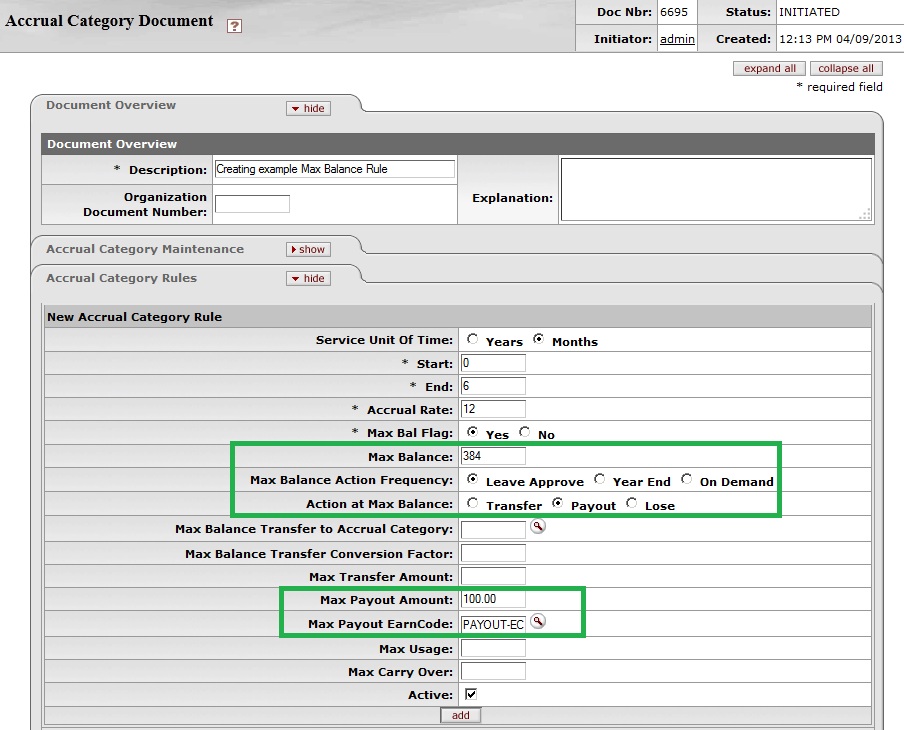 Accrual Category Document ?
Doc Nbr: 6695 Status: INITIATED
Initiator: admin Created: 12:13 PM 04/09/2013
expand all collapse all
* required field
Document Overview hide
Document Overview
* Description: Creating example Max Balance Rule
Organization
Document Number:
Explanation:
Accrual Category Maintenance show
Accrual Category Rules hide
New Accrual Category Rule
Service Unit Of Time: Years Months
* Start: 0
* End: 6
* Accrual Rate: 12
* Max Bal Flag: Yes No
Max Balance: 384
Max Balance Action Frequency: Leave Approve Year End On Demand
Action at Max Balance: Transfer Payout Lose
Max Balance Transfer to Accrual Category:
Max Balance Transfer Conversion Factor:
Max Transfer Amount:
Max Payout Amount: 100.00
Max Payout EarnCode: PAYOUT-EC
Max Usage:
Max Carry Over:
Active:
add